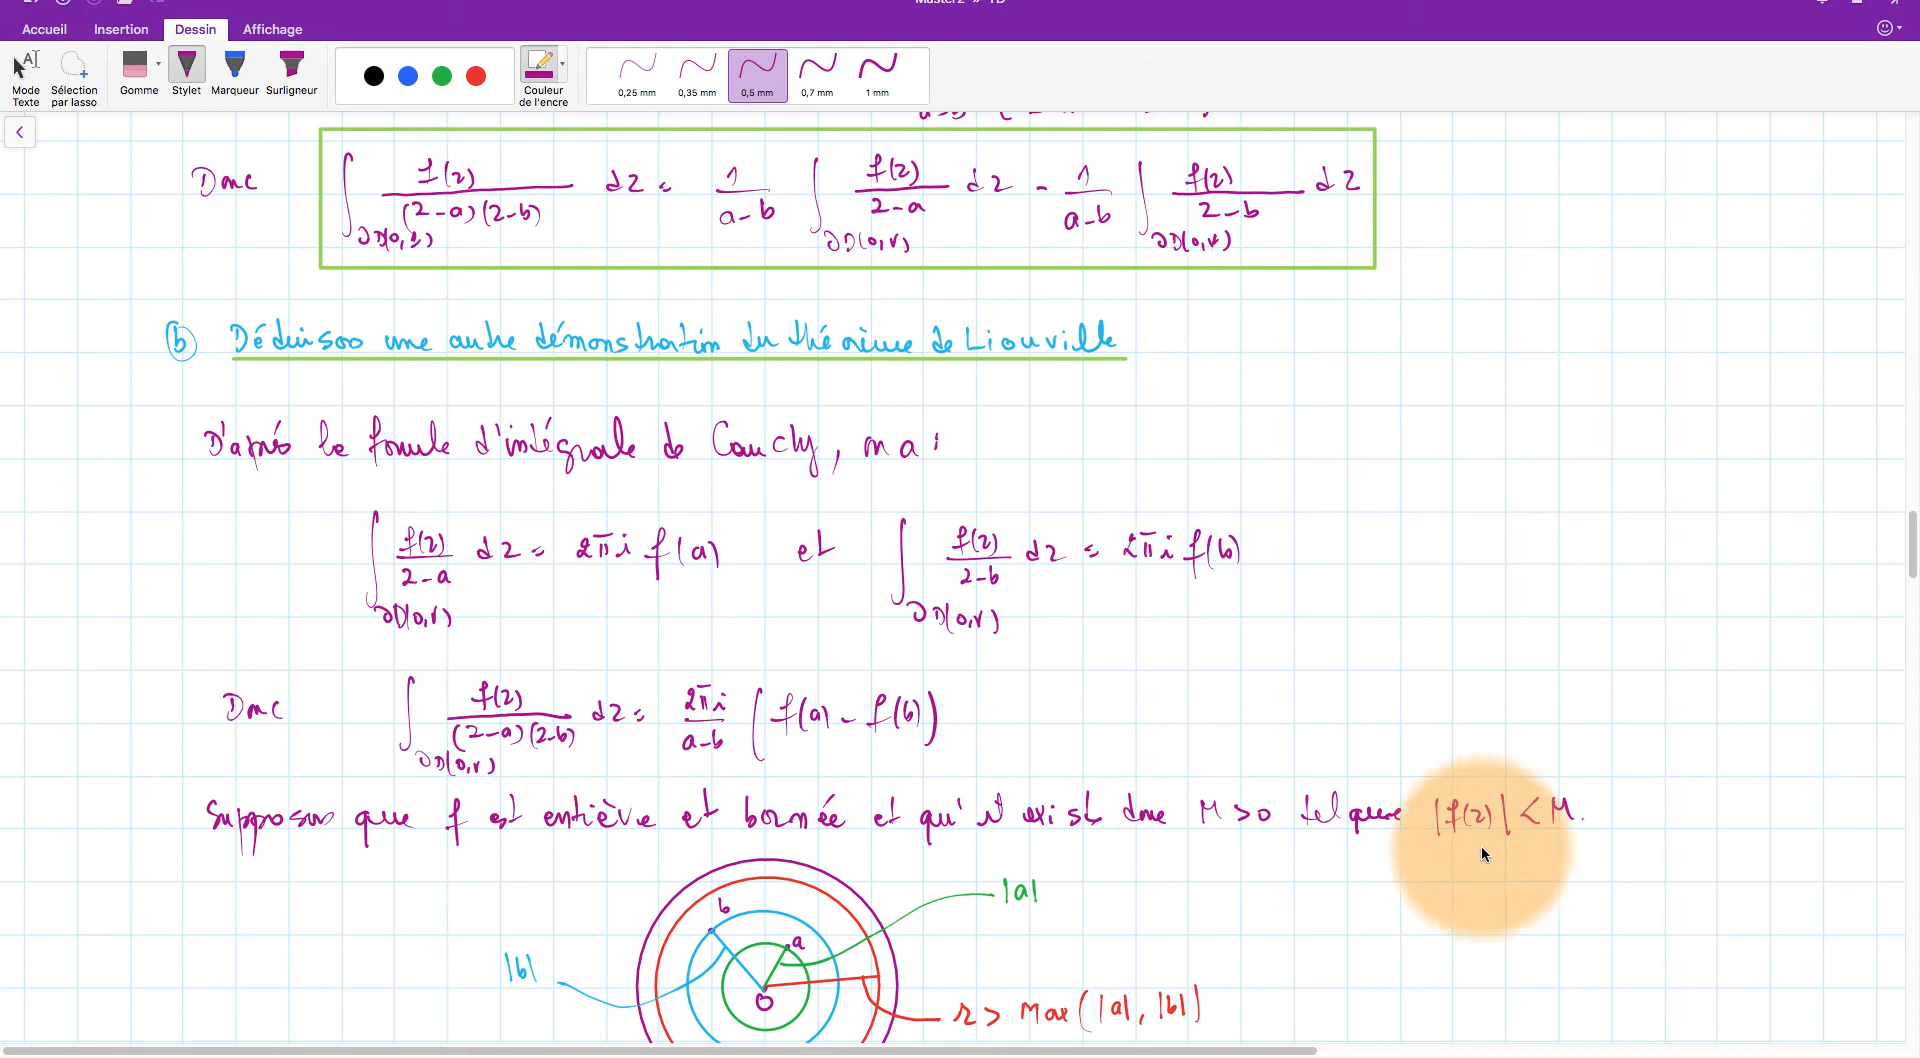 Accueil Insertion Dessin Affichage
Mode Texte Sélection par lasso Gomme Stylet Marqueur Surligneur Couleur de l'encre 0,25 mm 0,35 mm 0,5 mm 0,7 mm 1 mm
Donc ∫_{∂D(0,r)} f(z)/((z-a)(z-b)) dz = 1/(a-b) ∫_{∂D(0,r)} f(z)/(z-a) dz - 1/(a-b) ∫_{∂D(0,r)} f(z)/(z-b) dz
ⓑ Déduisons une autre démonstration du théorème de Liouville
D'après la formule d'intégrale de Cauchy, on a :
∫_{∂D(0,r)} f(z)/(z-a) dz = 2πi f(a) et ∫_{∂D(0,r)} f(z)/(z-b) dz = 2πi f(b)
Donc ∫_{∂D(0,r)} f(z)/((z-a)(z-b)) dz = 2πi/(a-b) (f(a) - f(b))
Supposons que f est entière et bornée et qu'il existe donc M>0 tel que |f(z)| < M.
|a|
b
a
|b|
O
r > Max(|a|, |b|)